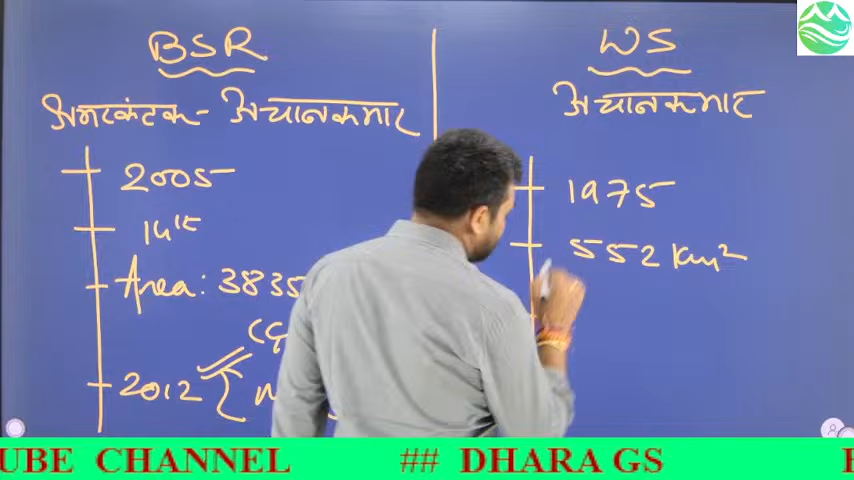 BSR
अमरकंटक - अचानकमार
2005
14th
Area: 3835
(CG
2012
WS
अचानकमार
1975
552 Km²
UBE CHANNEL ## DHARA GS